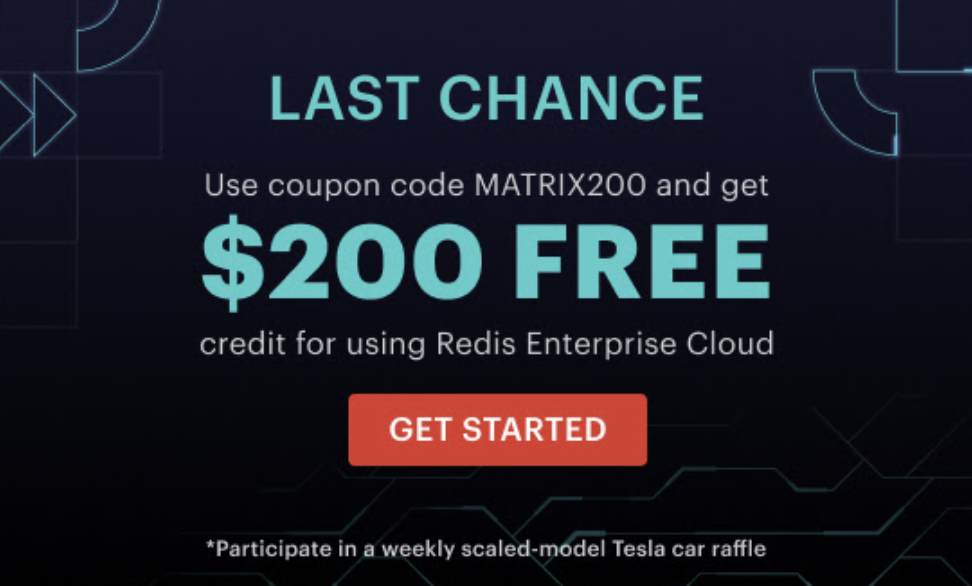 LAST CHANCE
Use coupon code MATRIX200 and get
$200 FREE
credit for using Redis Enterprise Cloud
GET STARTED
*Participate in a weekly scaled-model Tesla car raffle